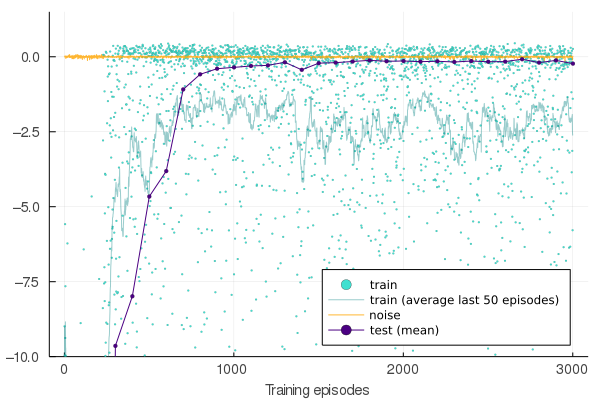 0.0
−2.5
−5.0
−7.5
−10.0
train
train (average last 50 episodes)
noise
test (mean)
0 1000 2000 3000
Training episodes